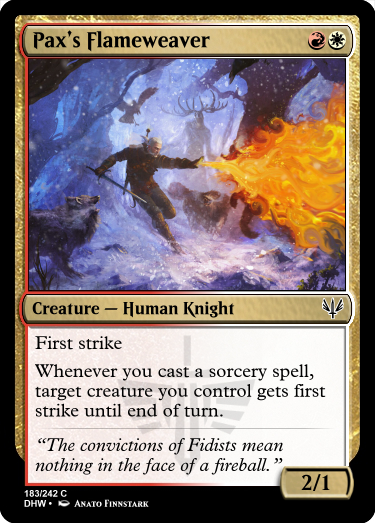 Pax's Flameweaver
Creature — Human Knight
First strike
Whenever you cast a sorcery spell,
target creature you control gets first
strike until end of turn.
“The convictions of Fidists mean
nothing in the face of a fireball.”
2/1
183/242 C
DHW • Anato Finnstark